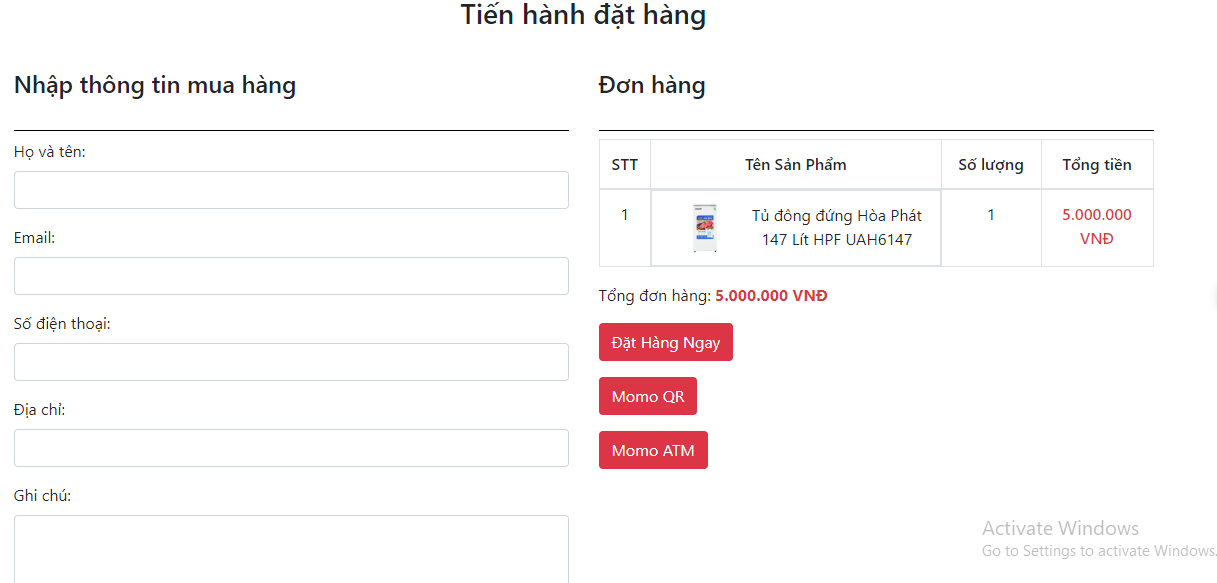 Tiến hành đặt hàng
Nhập thông tin mua hàng
Họ và tên:
Email:
Số điện thoại:
Địa chỉ:
Ghi chú:
Đơn hàng
STT Tên Sản Phẩm Số lượng Tổng tiền
1 Tủ đông đứng Hòa Phát 1 5.000.000
147 Lít HPF UAH6147 VNĐ
Tổng đơn hàng: 5.000.000 VNĐ
Đặt Hàng Ngay
Momo QR
Momo ATM
Activate Windows
Go to Settings to activate Windows.